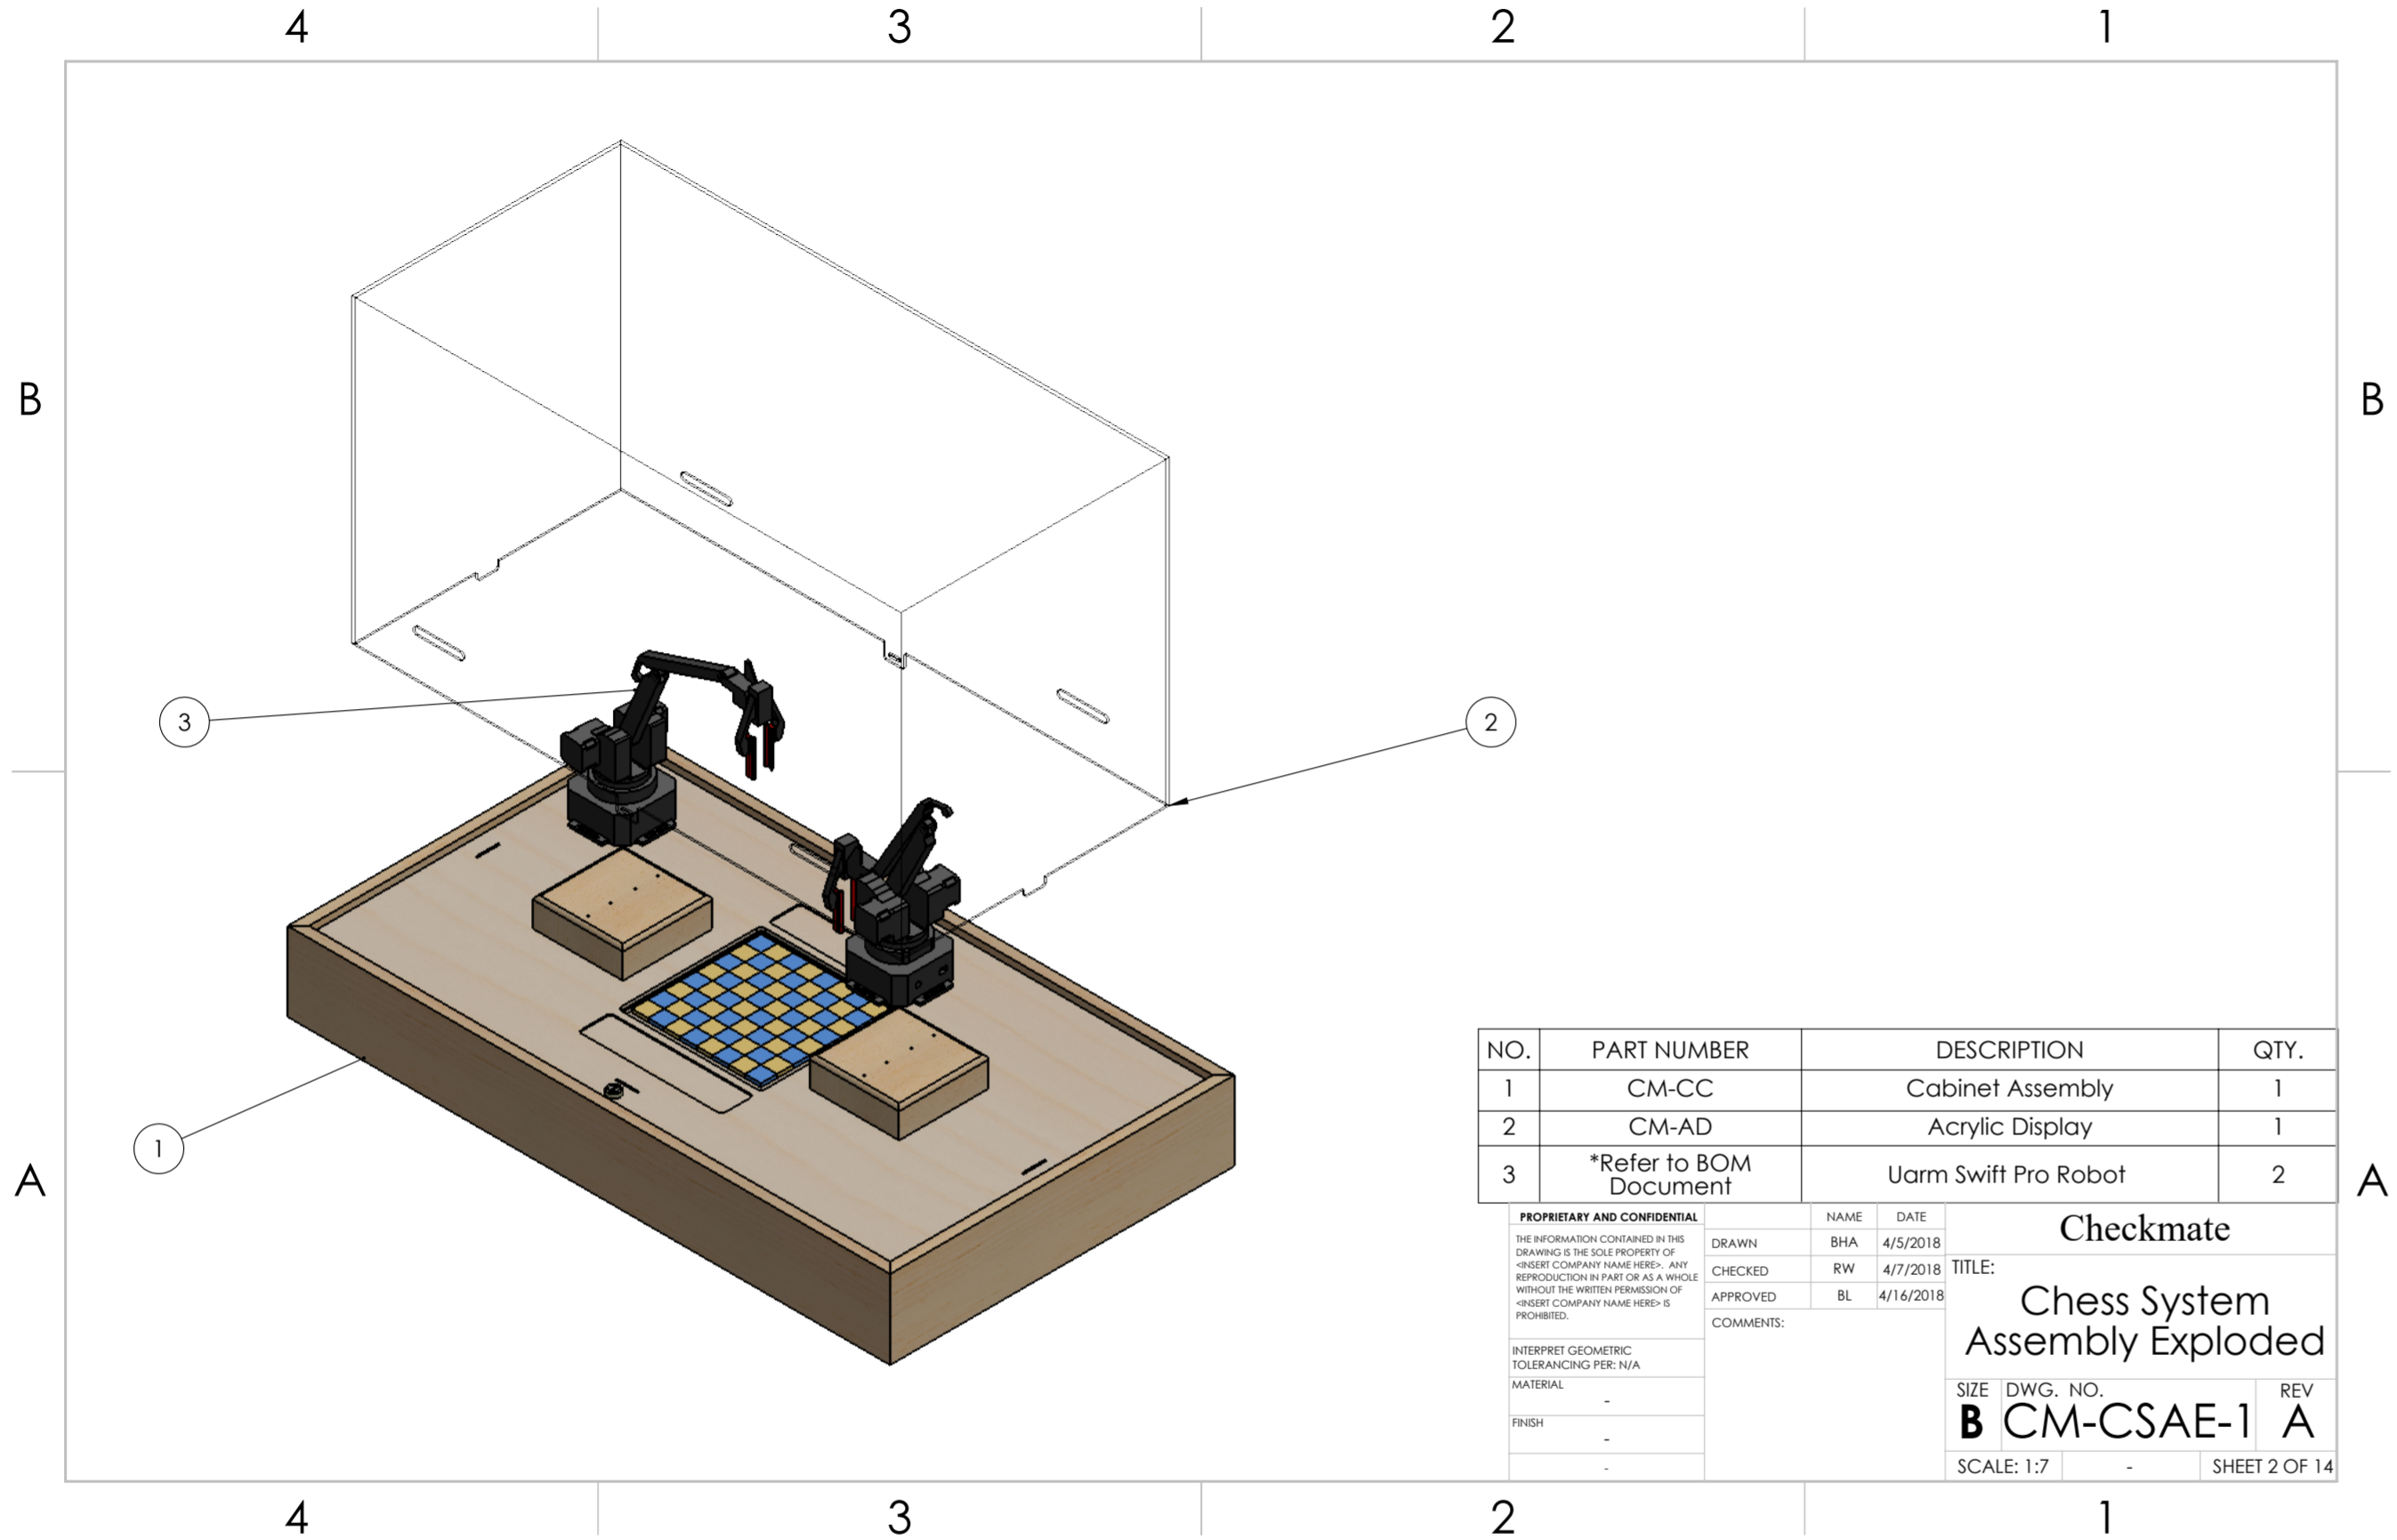 4 3 2 1
B B
3
2
1
A A
NO. PART NUMBER DESCRIPTION QTY.
1 CM-CC Cabinet Assembly 1
2 CM-AD Acrylic Display 1
3 *Refer to BOM Document Uarm Swift Pro Robot 2
PROPRIETARY AND CONFIDENTIAL
THE INFORMATION CONTAINED IN THIS
DRAWING IS THE SOLE PROPERTY OF
<INSERT COMPANY NAME HERE>. ANY
REPRODUCTION IN PART OR AS A WHOLE
WITHOUT THE WRITTEN PERMISSION OF
<INSERT COMPANY NAME HERE> IS
PROHIBITED.
INTERPRET GEOMETRIC
TOLERANCING PER: N/A
MATERIAL
-
FINISH
-
-
NAME DATE
DRAWN BHA 4/5/2018
CHECKED RW 4/7/2018
APPROVED BL 4/16/2018
COMMENTS:
Checkmate
TITLE:
Chess System
Assembly Exploded
SIZE DWG. NO. REV
B CM-CSAE-1 A
SCALE: 1:7 - SHEET 2 OF 14
4 3 2 1